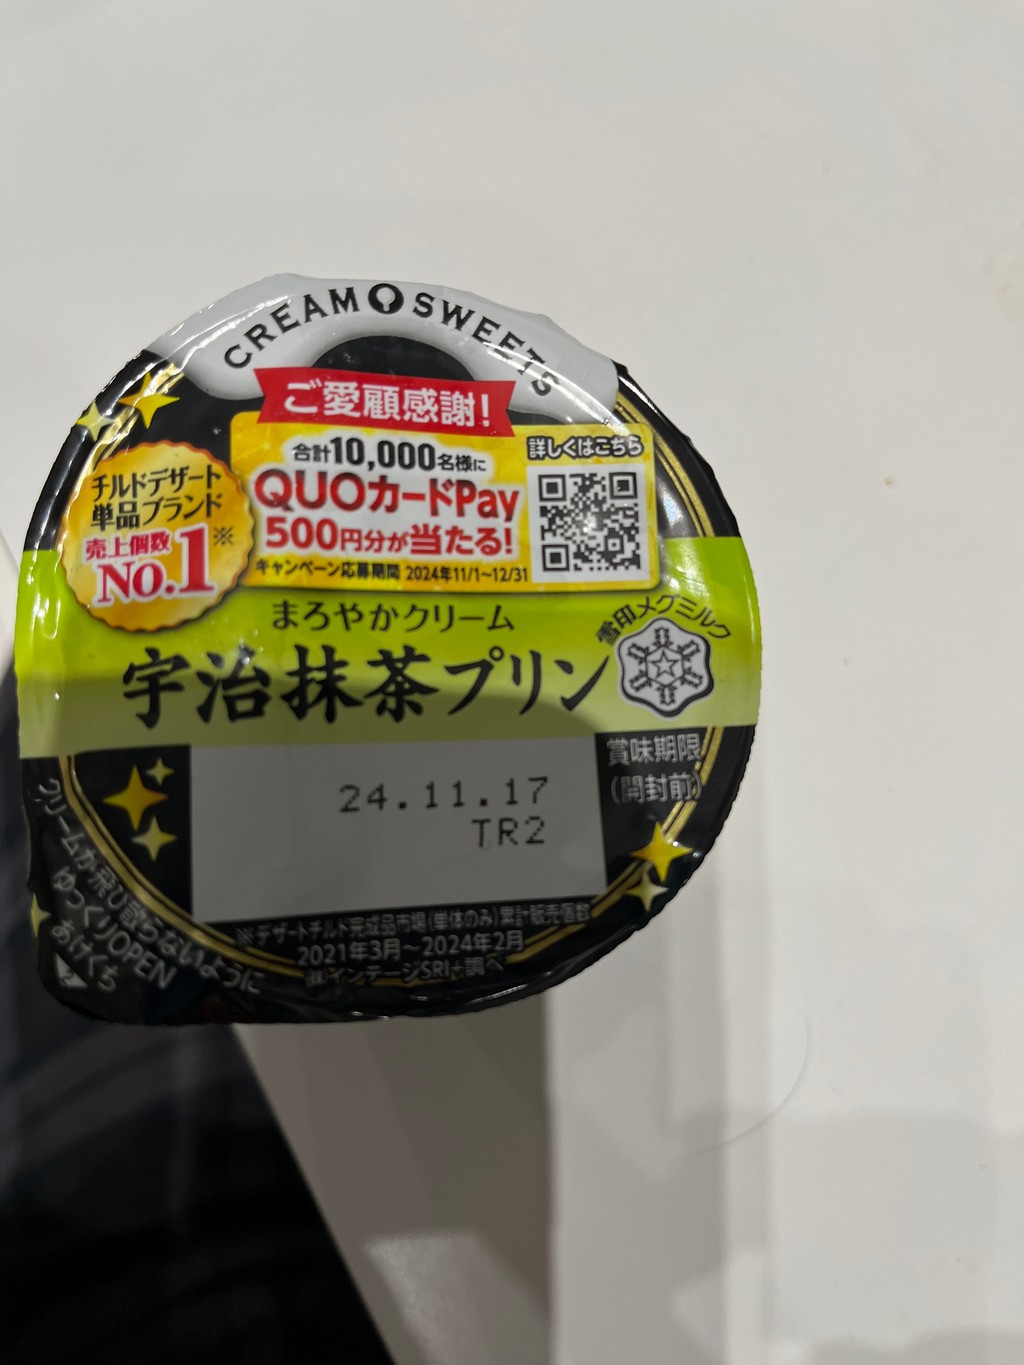 CREAM SWEETS
ご愛顧感謝!
合計10,000名様に
QUOカードPay
500円分が当たる!
キャンペーン応募期間 2024年11/1~12/31
詳しくはこちら
チルドデザート
単品ブランド
売上個数
No.1※
まろやかクリーム
宇治抹茶プリン
雪印メグミルク
賞味期限
(開封前)
24.11.17
TR2
※デザートチルド完成品市場(単体のみ)累計販売個数
2021年3月~2024年2月
㈱インテージSRI+調べ
クリームが飛び散らないように
ゆっくりOPEN
あけくち